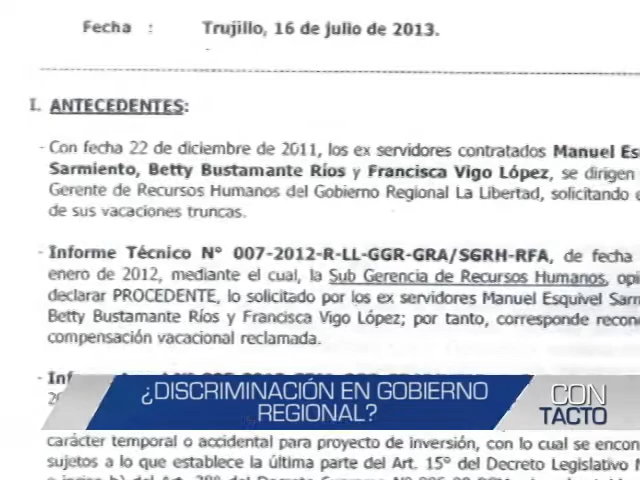 Fecha : Trujillo, 16 de julio de 2013.
I. ANTECEDENTES:
- Con fecha 22 de diciembre de 2011, los ex servidores contratados Manuel Es
Sarmiento, Betty Bustamante Ríos y Francisca Vigo López, se dirigen
Gerente de Recursos Humanos del Gobierno Regional La Libertad, solicitando e
de sus vacaciones truncas.
- Informe Técnico N° 007-2012-R-LL-GGR-GRA/SGRH-RFA, de fecha
enero de 2012, mediante el cual, la Sub Gerencia de Recursos Humanos, opi
declarar PROCEDENTE, lo solicitado por los ex servidores Manuel Esquivel Sarm
Betty Bustamante Ríos y Francisca Vigo López; por tanto, corresponde recon
compensación vacacional reclamada.
- Inf
¿DISCRIMINACIÓN EN GOBIERNO
REGIONAL?
CON
TACTO
carácter temporal o accidental para proyecto de inversión, con lo cual se encon
sujetos a lo que establece la última parte del Art. 15° del Decreto Legislativo